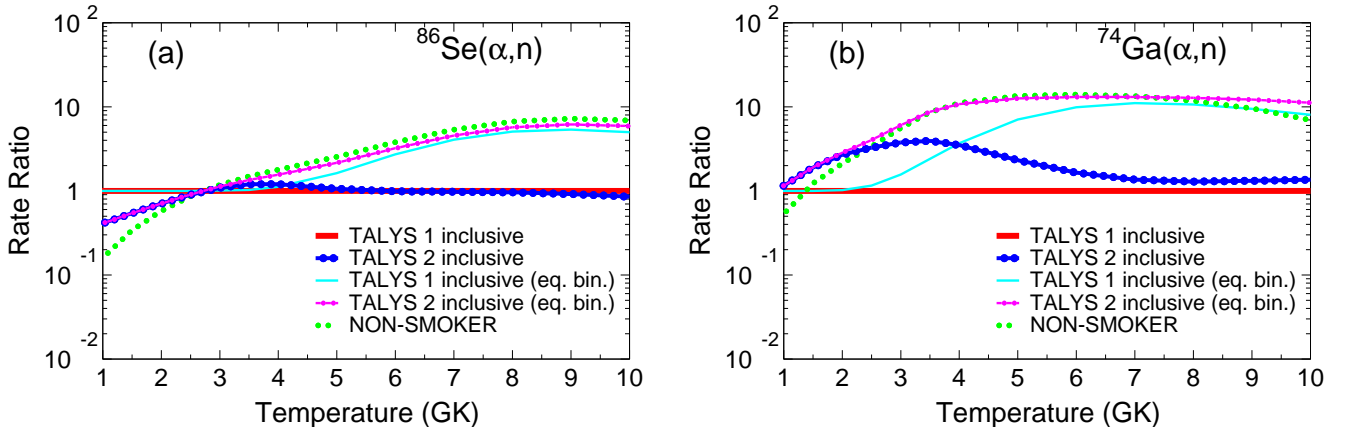 (a)
⁸⁶Se(α,n)
Rate Ratio
10 ²
10
1
10 ⁻¹
10 ⁻²
TALYS 1 inclusive
TALYS 2 inclusive
TALYS 1 inclusive (eq. bin.)
TALYS 2 inclusive (eq. bin.)
NON-SMOKER
1 2 3 4 5 6 7 8 9 10
Temperature (GK)
(b)
⁷⁴Ga(α,n)
Rate Ratio
10 ²
10
1
10 ⁻¹
10 ⁻²
TALYS 1 inclusive
TALYS 2 inclusive
TALYS 1 inclusive (eq. bin.)
TALYS 2 inclusive (eq. bin.)
NON-SMOKER
1 2 3 4 5 6 7 8 9 10
Temperature (GK)